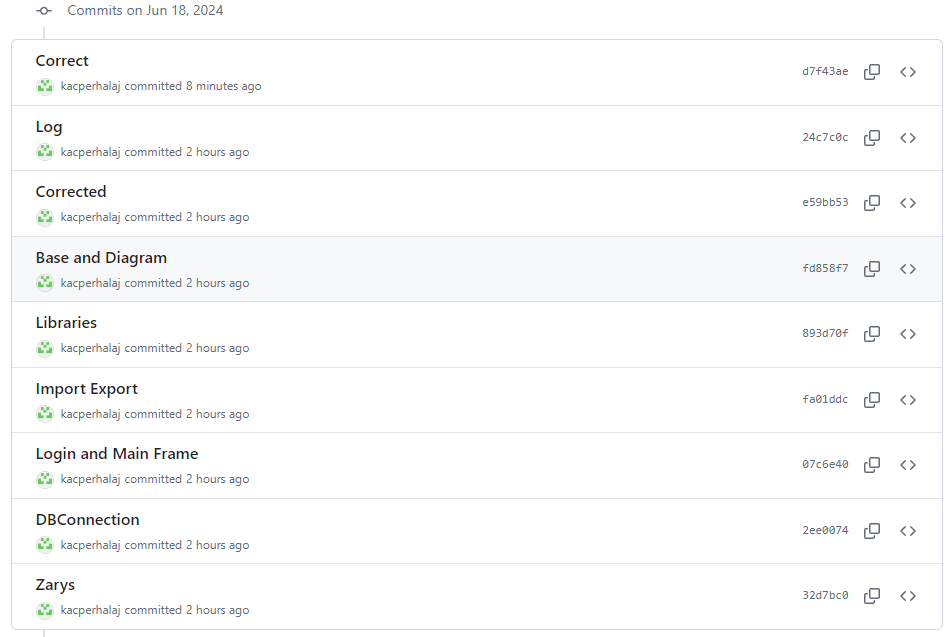 Commits on Jun 18, 2024
Correct
kacperhalaj committed 8 minutes ago
d7f43ae
Log
kacperhalaj committed 2 hours ago
24c7c0c
Corrected
kacperhalaj committed 2 hours ago
e59bb53
Base and Diagram
kacperhalaj committed 2 hours ago
fd858f7
Libraries
kacperhalaj committed 2 hours ago
893d70f
Import Export
kacperhalaj committed 2 hours ago
fa01ddc
Login and Main Frame
kacperhalaj committed 2 hours ago
07c6e40
DBConnection
kacperhalaj committed 2 hours ago
2ee0074
Zarys
kacperhalaj committed 2 hours ago
32d7bc0